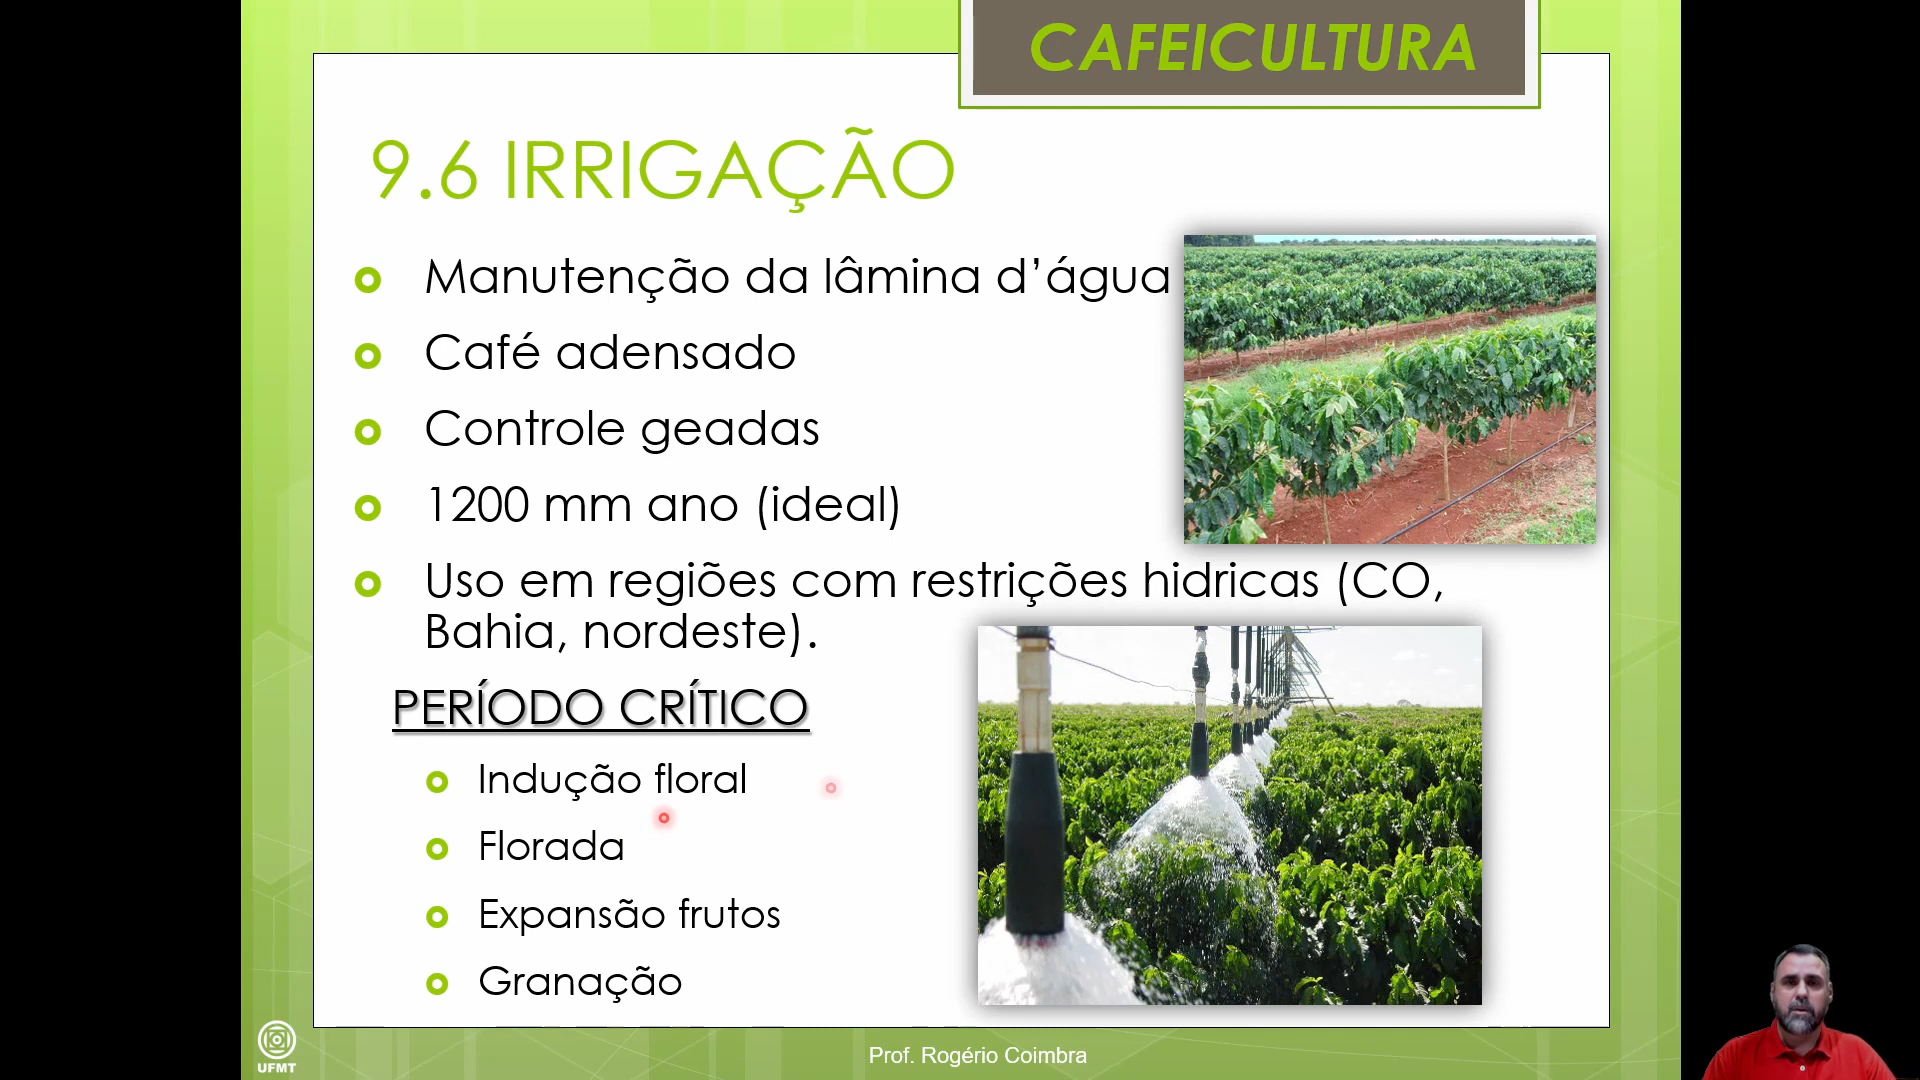 CAFEICULTURA
9.6 IRRIGAÇÃO
Manutenção da lâmina d’água
Café adensado
Controle geadas
1200 mm ano (ideal)
Uso em regiões com restrições hidricas (CO,
Bahia, nordeste).
PERÍODO CRÍTICO
Indução floral
Florada
Expansão frutos
Granação
UFMT
Prof. Rogério Coimbra